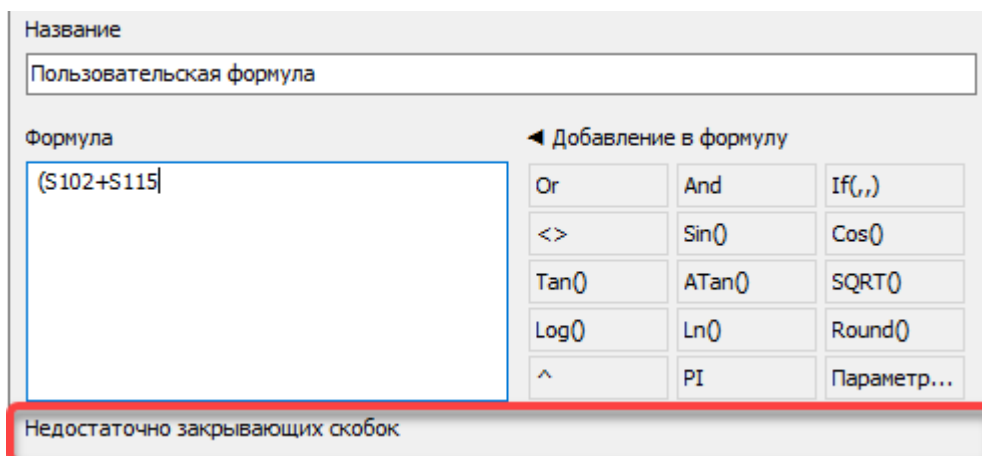 Название
Пользовательская формула
Формула
◄ Добавление в формулу
(S102+S115
Or And If(,,)
<> Sin() Cos()
Tan() ATan() SQRT()
Log() Ln() Round()
^ PI Параметр...
Недостаточно закрывающих скобок